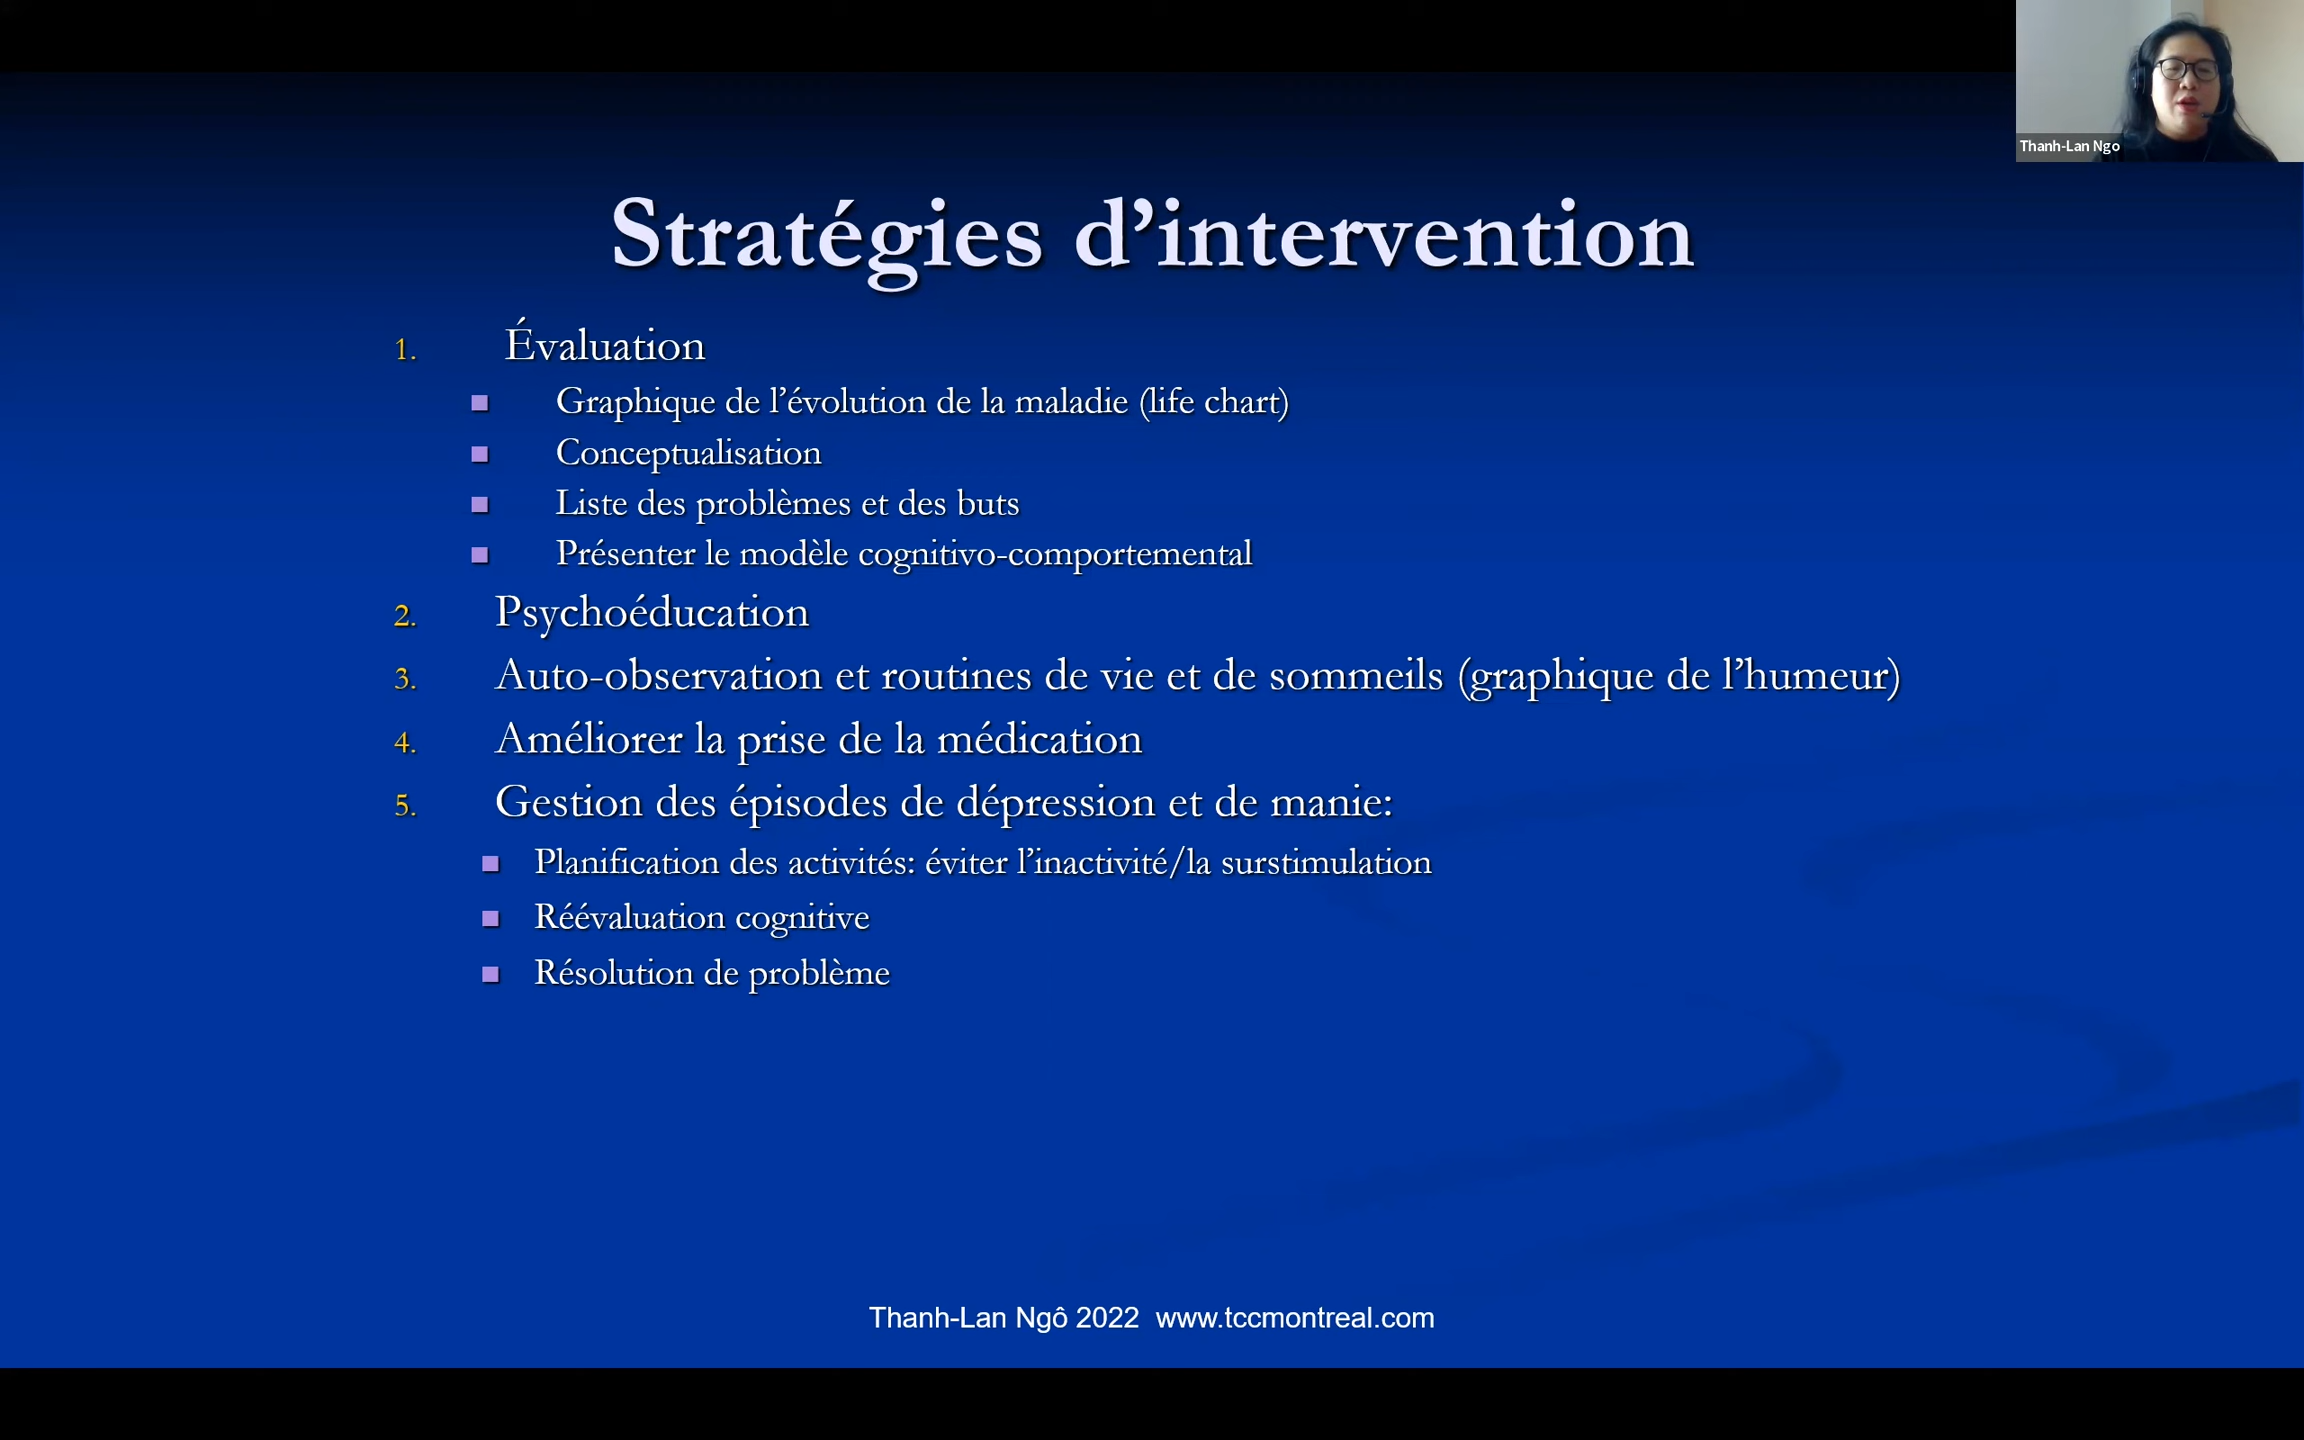 Thanh-Lan Ngo
Stratégies d’intervention
1. Évaluation
Graphique de l’évolution de la maladie (life chart)
Conceptualisation
Liste des problèmes et des buts
Présenter le modèle cognitivo-comportemental
2. Psychoéducation
3. Auto-observation et routines de vie et de sommeils (graphique de l’humeur)
4. Améliorer la prise de la médication
5. Gestion des épisodes de dépression et de manie:
Planification des activités: éviter l’inactivité/la surstimulation
Réévaluation cognitive
Résolution de problème
Thanh-Lan Ngô 2022 www.tccmontreal.com